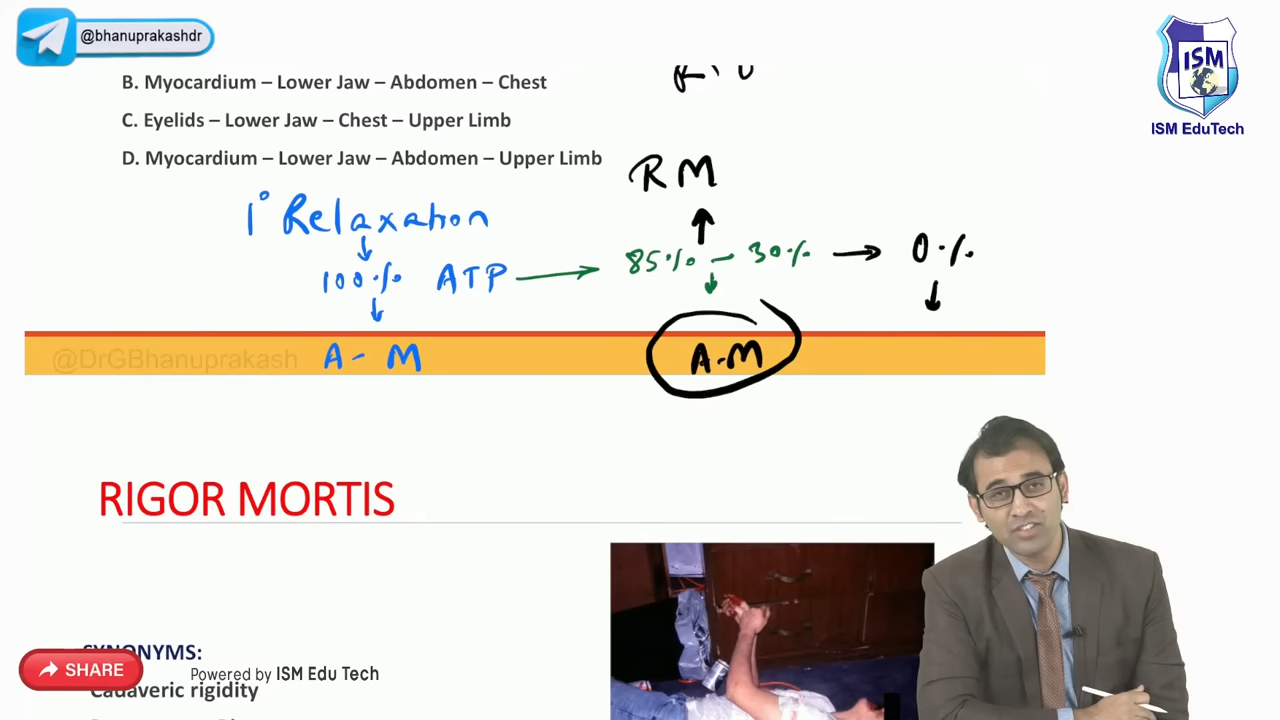 @bhanuprakashdr
ISM
ISM EduTech
B. Myocardium – Lower Jaw – Abdomen – Chest
C. Eyelids – Lower Jaw – Chest – Upper Limb
D. Myocardium – Lower Jaw – Abdomen – Upper Limb
RM
1° Relaxation
100% ATP → 85% - 30% → 0%
@DrGBhanuprakash
A - M
A-M
RIGOR MORTIS
SYNONYMS:
Cadaveric rigidity
SHARE
Powered by ISM Edu Tech